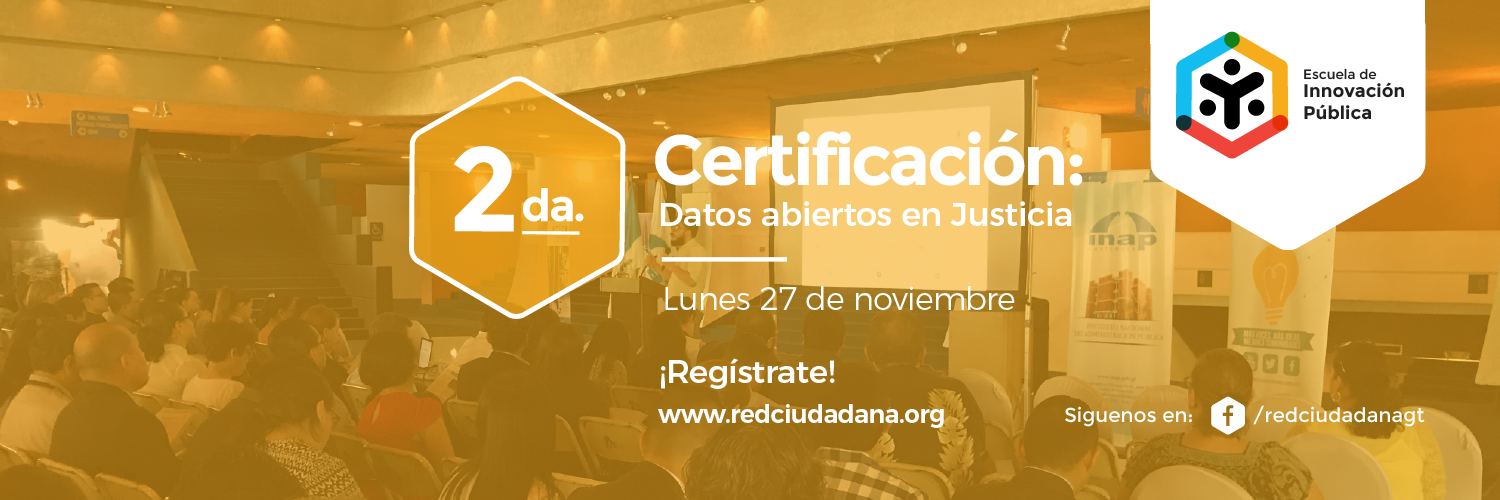 2da.
Certificación:
Datos abiertos en Justicia
Lunes 27 de noviembre
¡Regístrate!
www.redciudadana.org
Siguenos en: f /redciudadanagt
Escuela de
Innovación
Pública
inap